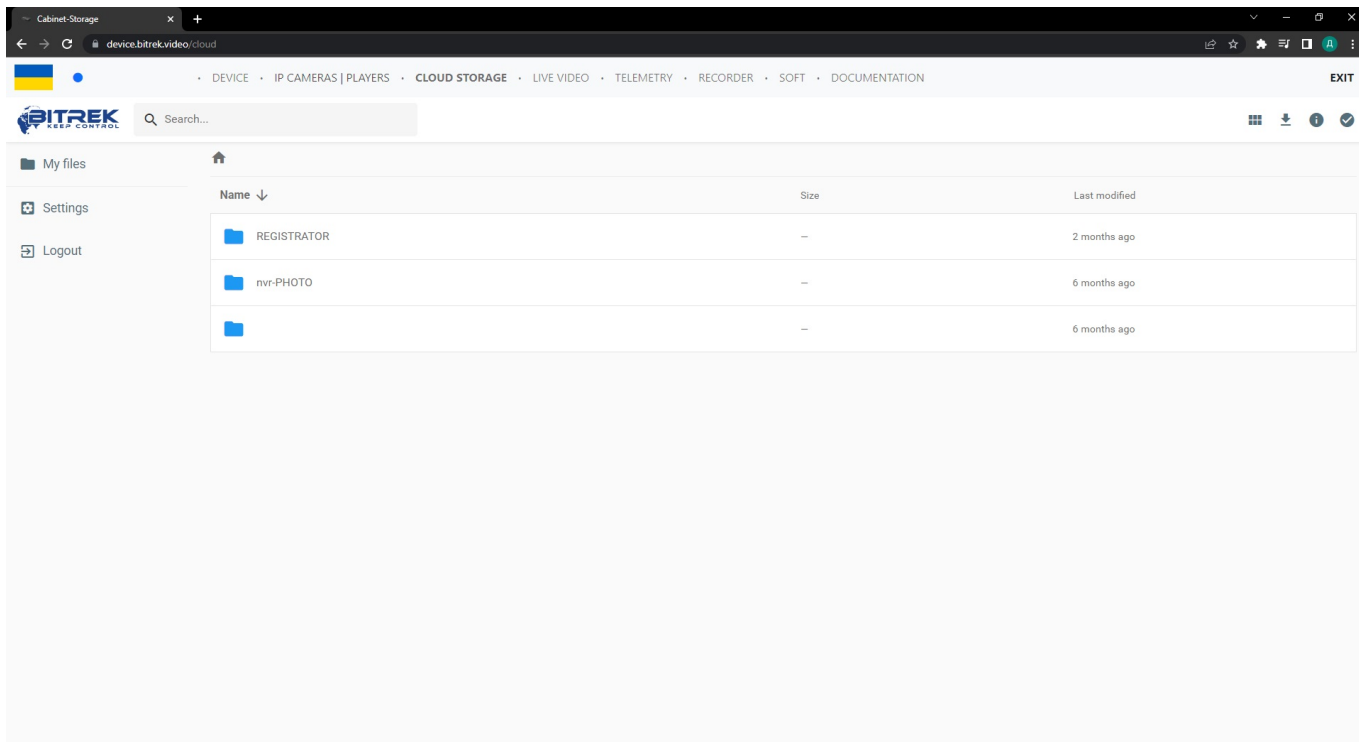 Cabinet-Storage
device.bitrek.video/cloud
Д
DEVICE · IP CAMERAS | PLAYERS · CLOUD STORAGE · LIVE VIDEO · TELEMETRY · RECORDER · SOFT · DOCUMENTATION
EXIT
BITREK
KEEP CONTROL
Search...
My files
Settings
Logout
Name Size Last modified
REGISTRATOR – 2 months ago
nvr-PHOTO – 6 months ago
– 6 months ago